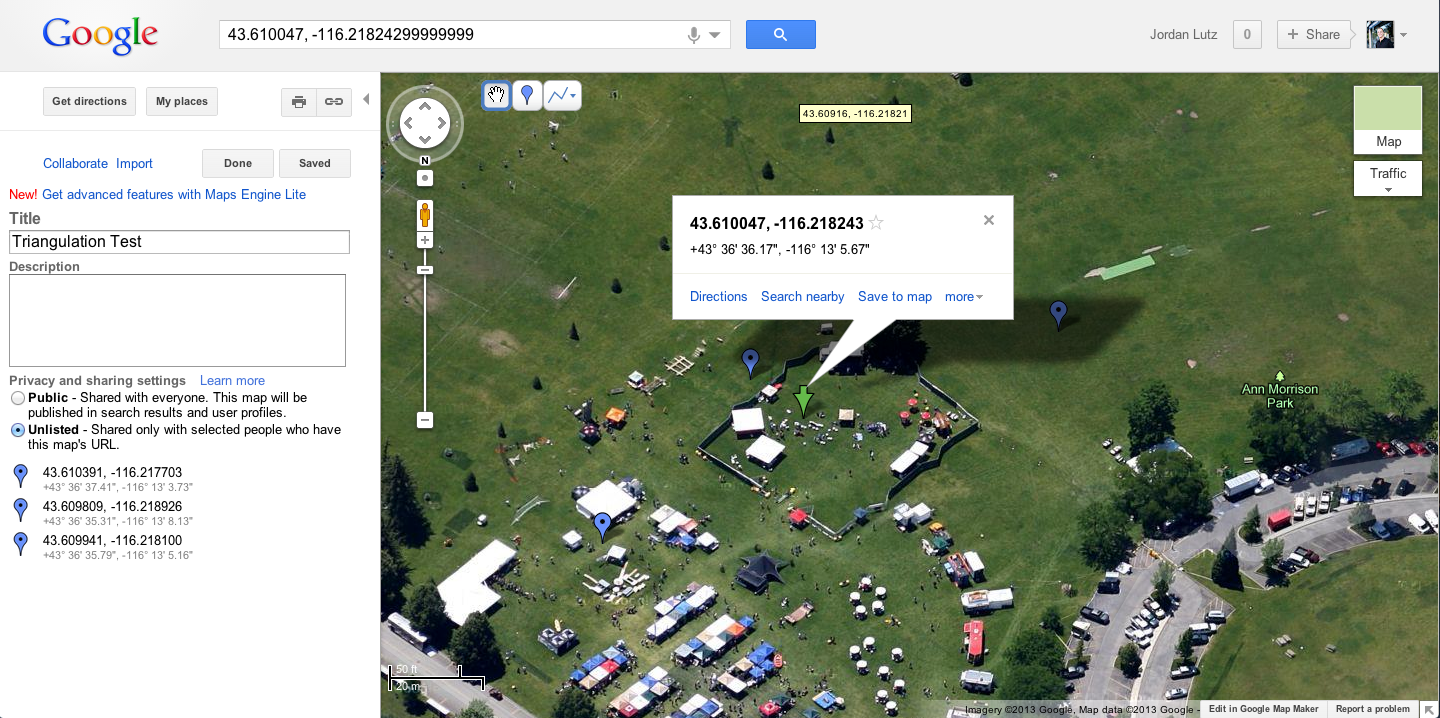 Google
43.610047, -116.21824299999999
Jordan Lutz
0
+ Share
Get directions
My places
Collaborate Import
Done
Saved
New! Get advanced features with Maps Engine Lite
Title
Triangulation Test
Description
Privacy and sharing settings Learn more
Public - Shared with everyone. This map will be
published in search results and user profiles.
Unlisted - Shared only with selected people who have
this map's URL.
43.610391, -116.217703
+43° 36' 37.41", -116° 13' 3.73"
43.609809, -116.218926
+43° 36' 35.31", -116° 13' 8.13"
43.609941, -116.218100
+43° 36' 35.79", -116° 13' 5.16"
N
43.60916, -116.21821
Map
Traffic
43.610047, -116.218243
+43° 36' 36.17", -116° 13' 5.67"
Directions Search nearby Save to map more
Ann Morrison
Park
50 ft
20 m
Imagery ©2013 Google, Map data ©2013 Google -
Edit in Google Map Maker
Report a problem